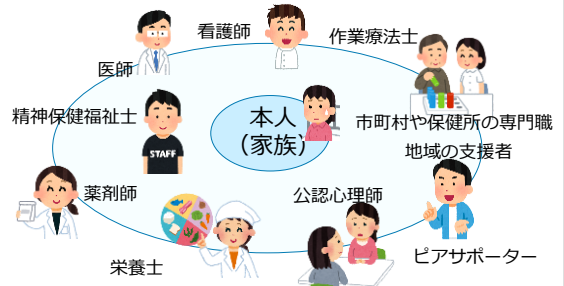 看護師
作業療法士
医師
精神保健福祉士
本人
（家族）
市町村や保健所の専門職
地域の支援者
STAFF
薬剤師
公認心理師
栄養士
ピアサポーター